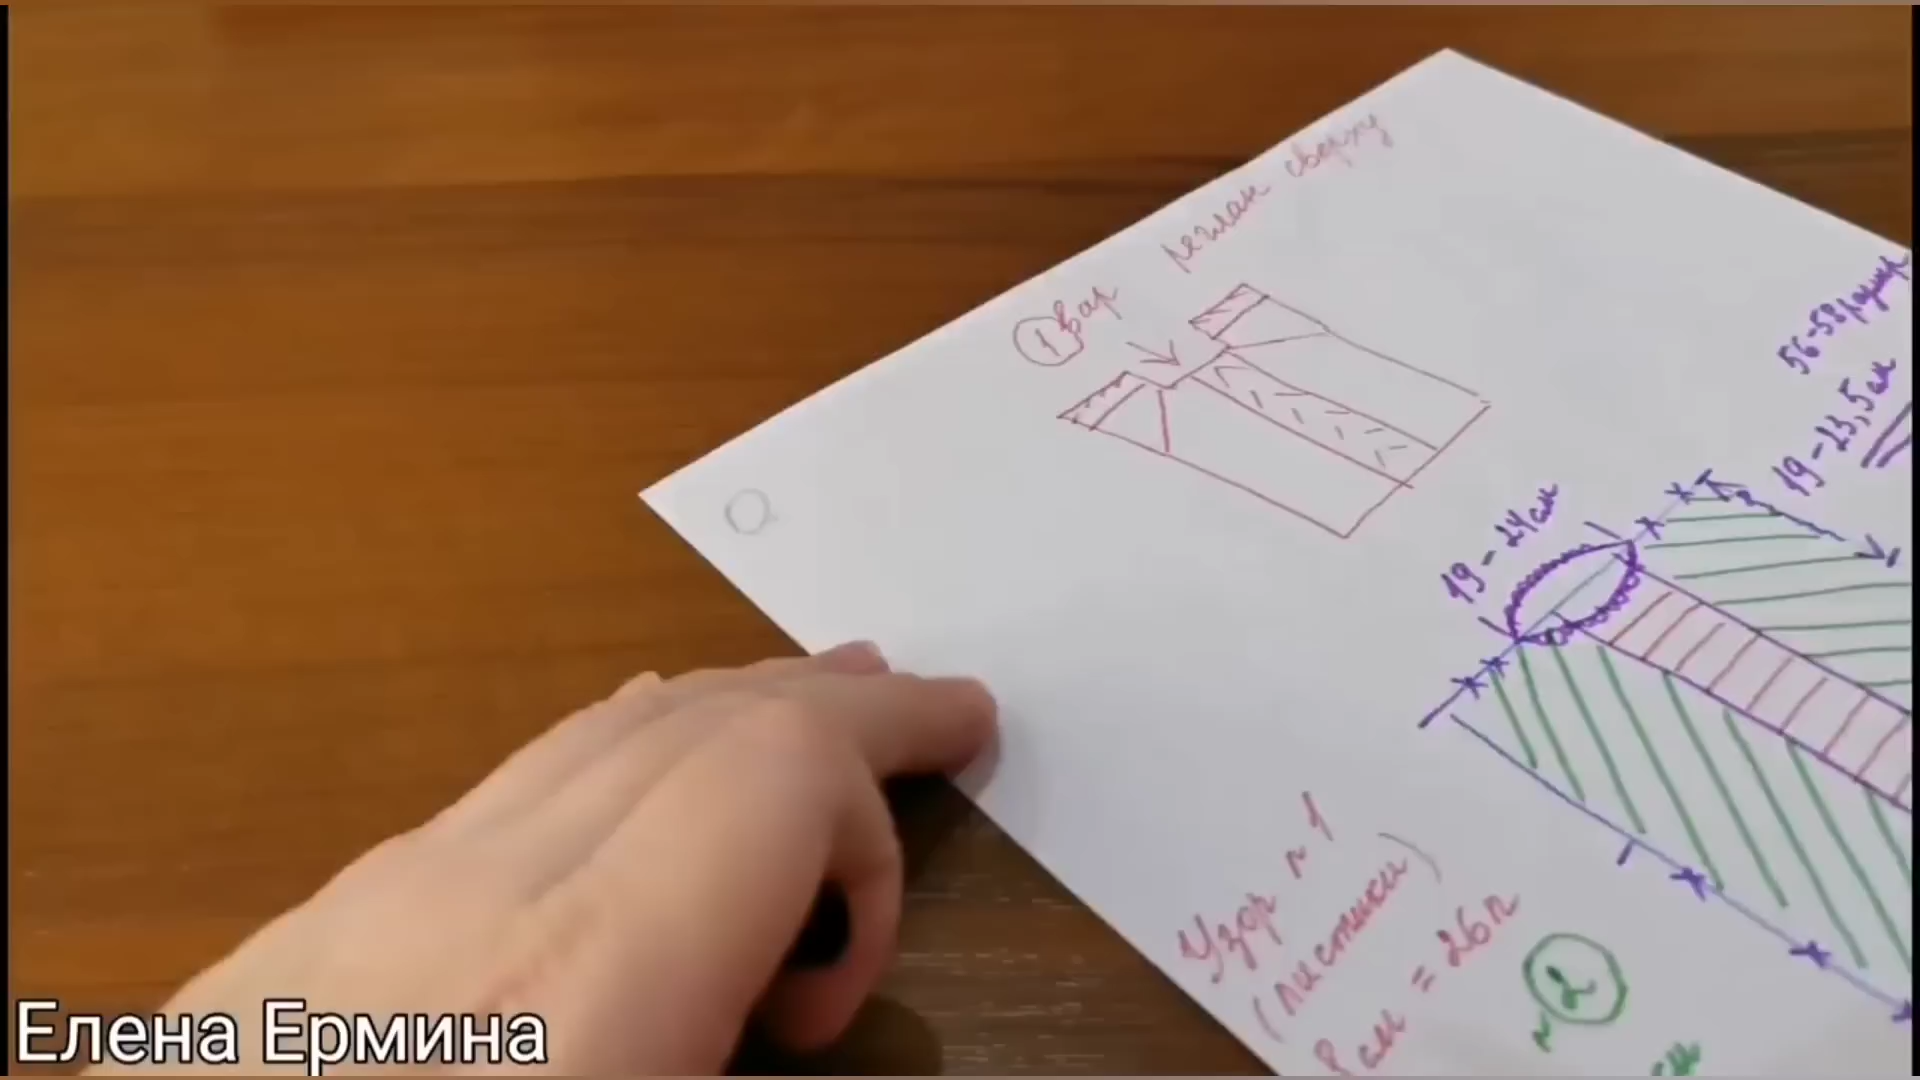 реглан сверху
1 вар
56-58 размер
19-23,5 см
19-24 см
Узор n 1
(листики)
8 см = 26 п
n 2
см
Елена Ермина